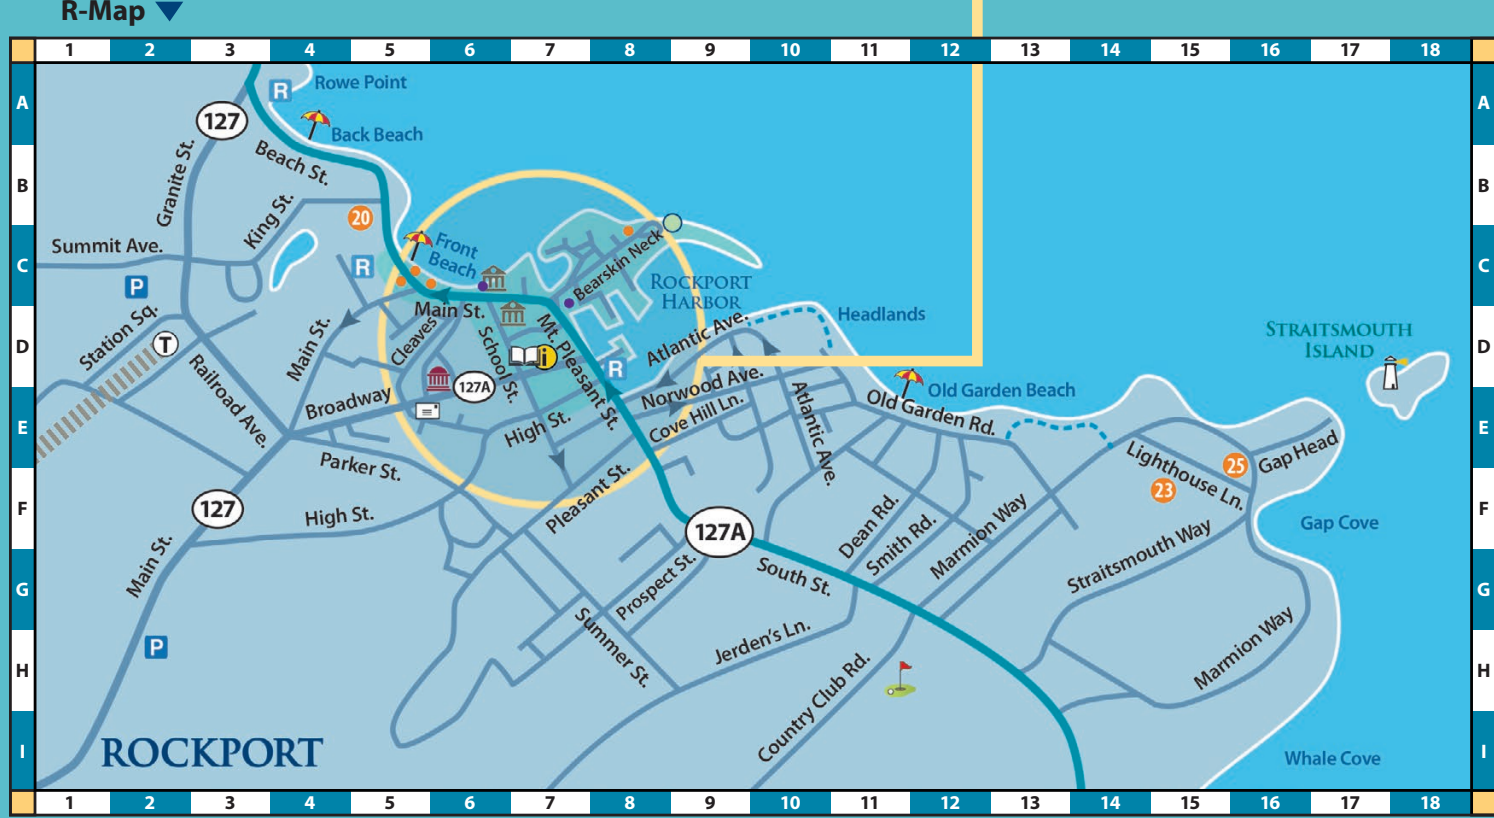 R-Map
1 2 3 4 5 6 7 8 9 10 11 12 13 14 15 16 17 18
A
A
R
Rowe Point
127
Back Beach
Beach St.
Granite St.
B
B
King St.
20
Summit Ave.
Front
Beach
Bearskin Neck
C
C
R
P
ROCKPORT
HARBOR
Main St.
Headlands
Station Sq.
T
Main St.
Cleaves
School St.
Mt. Pleasant St.
Atlantic Ave.
STRAITSMOUTH
ISLAND
D
D
i
R
Railroad Ave.
127A
Norwood Ave.
Old Garden Beach
Broadway
Cove Hill Ln.
Atlantic Ave.
Old Garden Rd.
E
E
High St.
Parker St.
Lighthouse Ln.
25
Gap Head
23
Pleasant St.
127
High St.
F
F
127A
Dean Rd.
Smith Rd.
Marmion Way
Gap Cove
Straitsmouth Way
Main St.
G
G
Prospect St.
South St.
Summer St.
Jerden's Ln.
Marmion Way
P
H
H
Country Club Rd.
ROCKPORT
I
I
Whale Cove
1 2 3 4 5 6 7 8 9 10 11 12 13 14 15 16 17 18